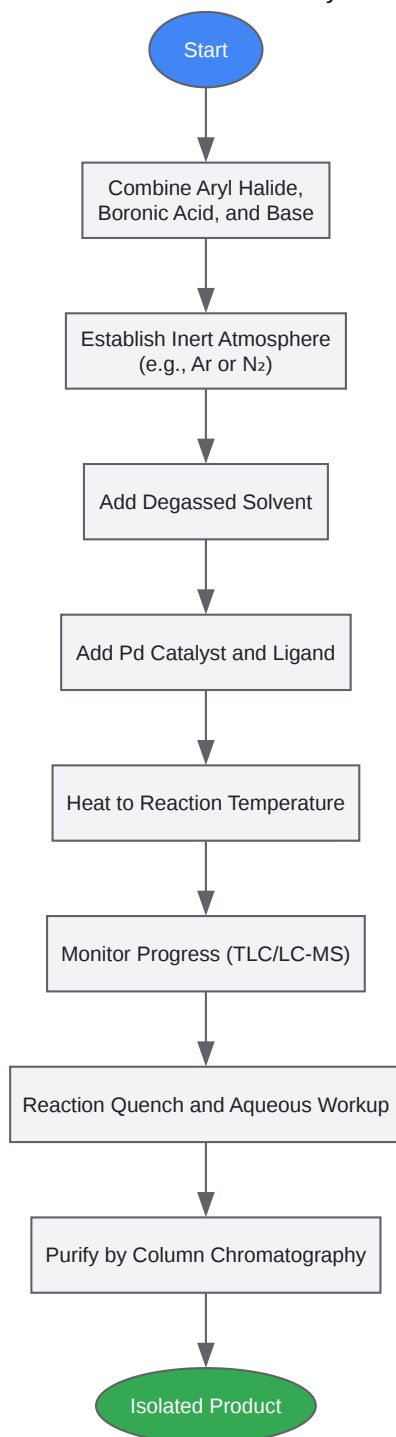 Start
Combine Aryl Halide,
Boronic Acid, and Base
Establish Inert Atmosphere
(e.g., Ar or N₂)
Add Degassed Solvent
Add Pd Catalyst and Ligand
Heat to Reaction Temperature
Monitor Progress (TLC/LC-MS)
Reaction Quench and Aqueous Workup
Purify by Column Chromatography
Isolated Product